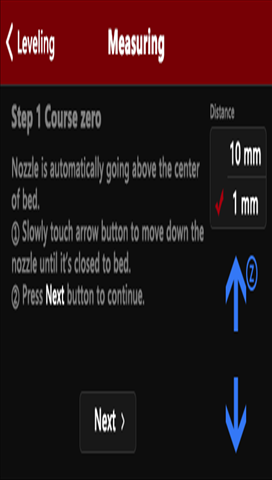 Leveling
Measuring
Step 1 Course zero
Distance
10 mm
1 mm
Nozzle is automatically going above the center
of bed.
① Slowly touch arrow button to move down the
nozzle until it's closed to bed.
② Press Next button to continue.
Z
Next